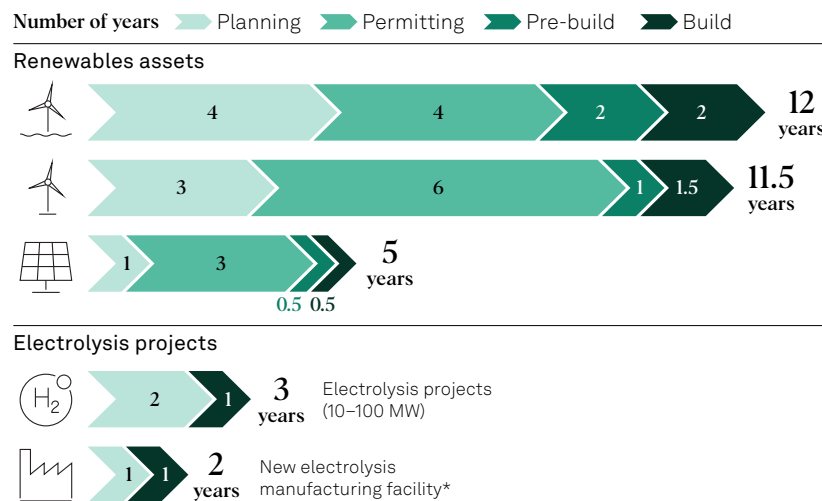 Number of years Planning Permitting Pre-build Build
Renewables assets
4 4 2 2 12 years
3 6 1 1.5 11.5 years
1 3 5 years
0.5 0.5
Electrolysis projects
H2 2 1 3 years Electrolysis projects
(10–100 MW)
1 1 2 years New electrolysis
manufacturing facility*